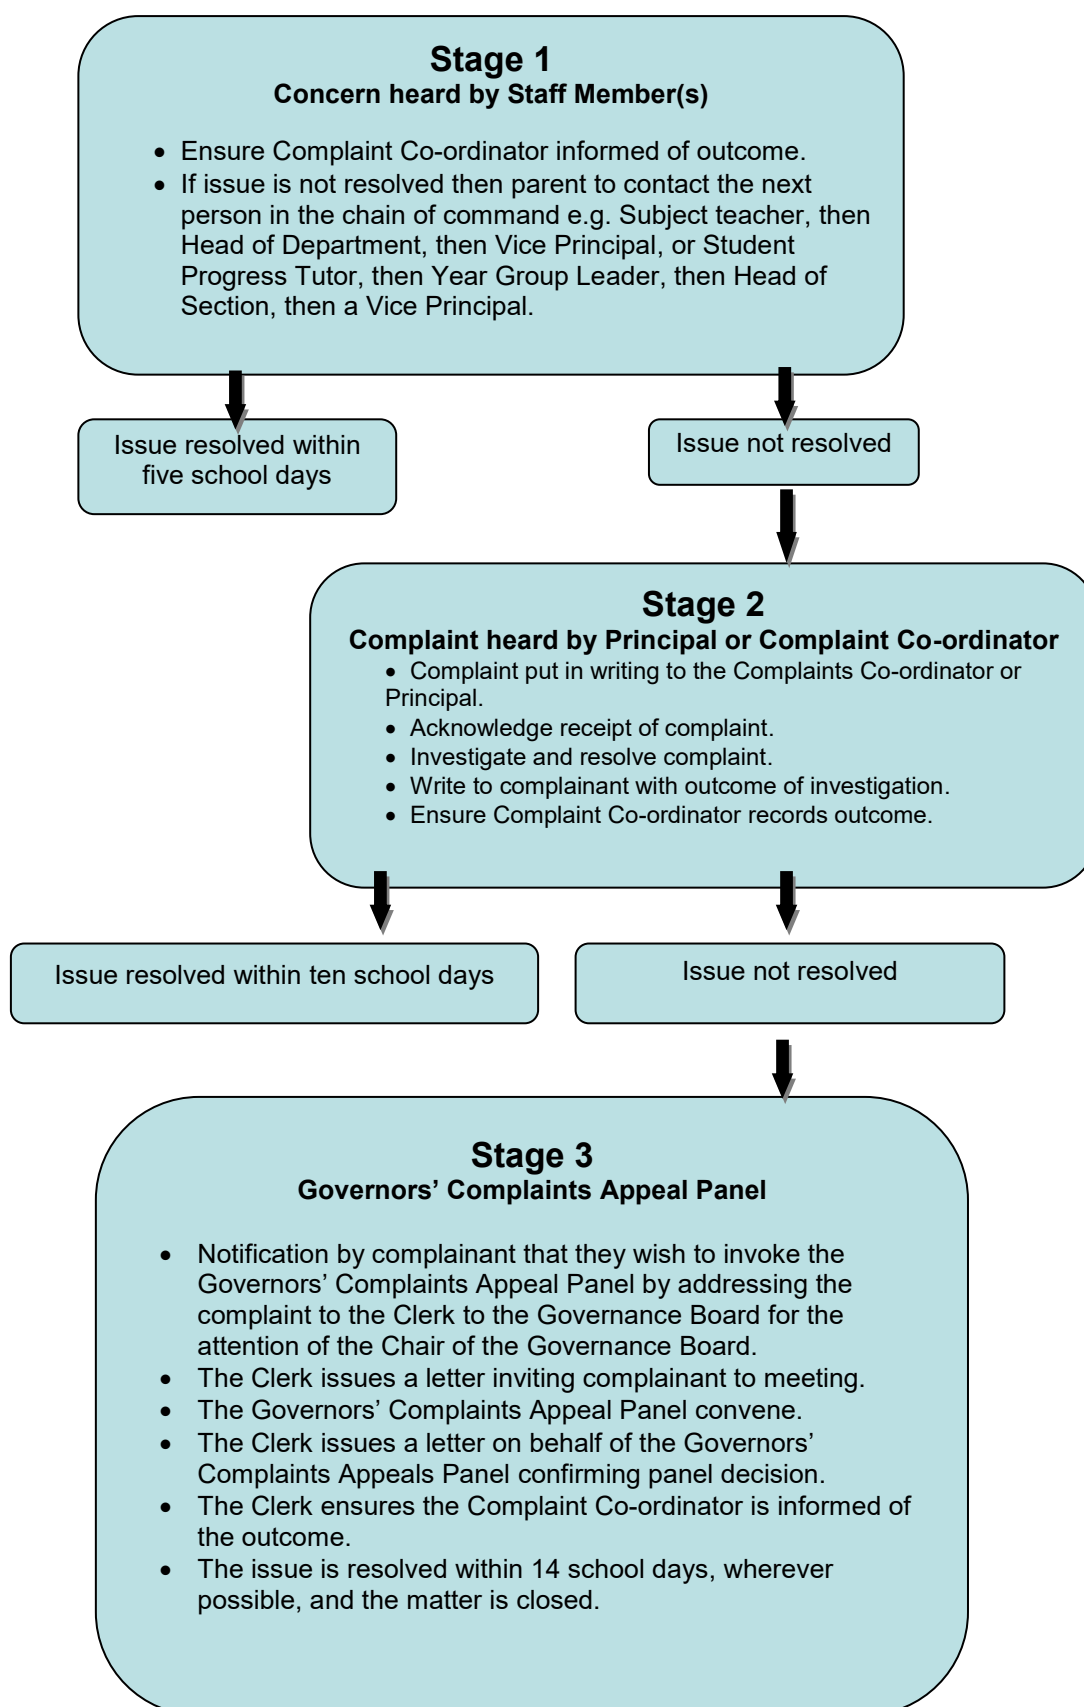 Stage 1
Concern heard by Staff Member(s)
• Ensure Complaint Co-ordinator informed of outcome.
• If issue is not resolved then parent to contact the next
person in the chain of command e.g. Subject teacher, then
Head of Department, then Vice Principal, or Student
Progress Tutor, then Year Group Leader, then Head of
Section, then a Vice Principal.
Issue resolved within
five school days
Issue not resolved
Stage 2
Complaint heard by Principal or Complaint Co-ordinator
• Complaint put in writing to the Complaints Co-ordinator or
Principal.
• Acknowledge receipt of complaint.
• Investigate and resolve complaint.
• Write to complainant with outcome of investigation.
• Ensure Complaint Co-ordinator records outcome.
Issue resolved within ten school days
Issue not resolved
Stage 3
Governors’ Complaints Appeal Panel
• Notification by complainant that they wish to invoke the
Governors’ Complaints Appeal Panel by addressing the
complaint to the Clerk to the Governance Board for the
attention of the Chair of the Governance Board.
• The Clerk issues a letter inviting complainant to meeting.
• The Governors’ Complaints Appeal Panel convene.
• The Clerk issues a letter on behalf of the Governors’
Complaints Appeals Panel confirming panel decision.
• The Clerk ensures the Complaint Co-ordinator is informed of
the outcome.
• The issue is resolved within 14 school days, wherever
possible, and the matter is closed.